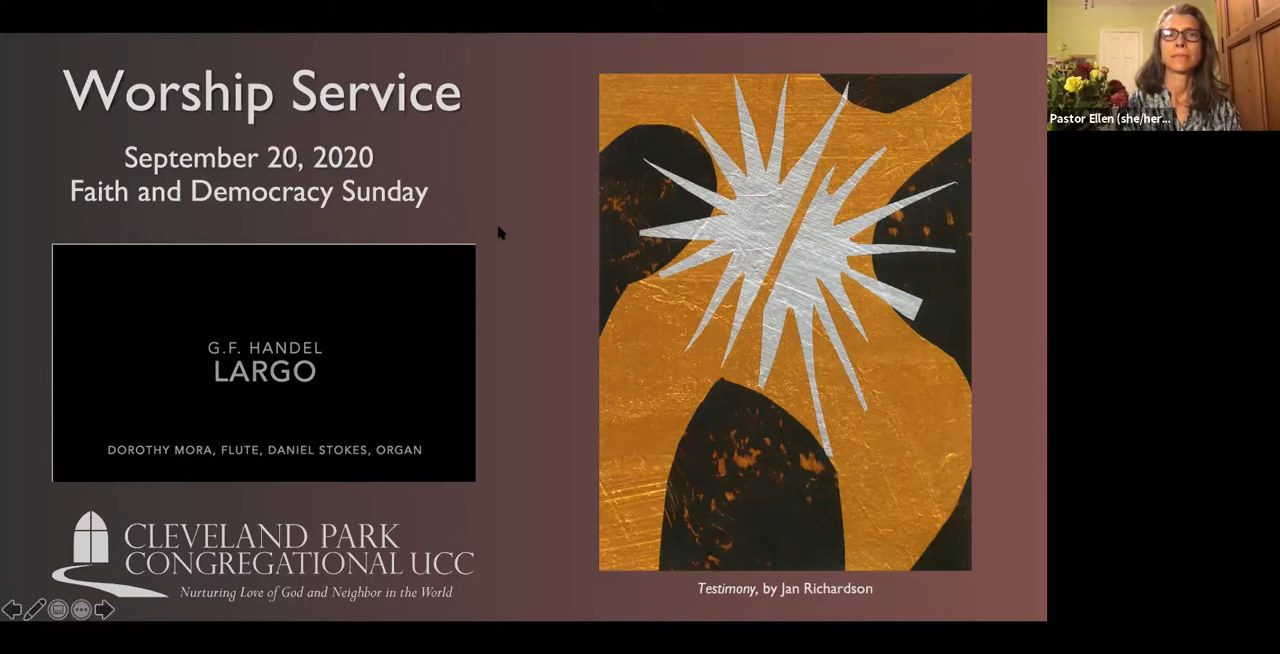 Worship Service
September 20, 2020
Faith and Democracy Sunday
G.F. HANDEL
LARGO
DOROTHY MORA, FLUTE, DANIEL STOKES, ORGAN
CLEVELAND PARK
CONGREGATIONAL UCC
Nurturing Love of God and Neighbor in the World
Testimony, by Jan Richardson
Pastor Ellen (she/her...